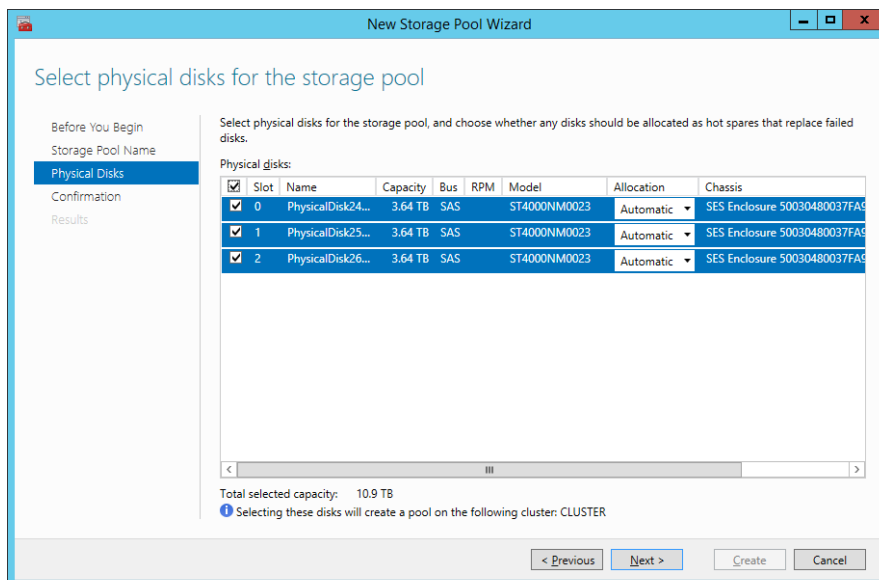 New Storage Pool Wizard
Select physical disks for the storage pool
Before You Begin
Storage Pool Name
Physical Disks
Confirmation
Results
Select physical disks for the storage pool, and choose whether any disks should be allocated as hot spares that replace failed
disks.
Physical disks:
Slot Name Capacity Bus RPM Model Allocation Chassis
0 PhysicalDisk24... 3.64 TB SAS ST4000NM0023 Automatic SES Enclosure 50030480037FA9
1 PhysicalDisk25... 3.64 TB SAS ST4000NM0023 Automatic SES Enclosure 50030480037FA9
2 PhysicalDisk26... 3.64 TB SAS ST4000NM0023 Automatic SES Enclosure 50030480037FA9
Total selected capacity: 10.9 TB
Selecting these disks will create a pool on the following cluster: CLUSTER
< Previous Next > Create Cancel